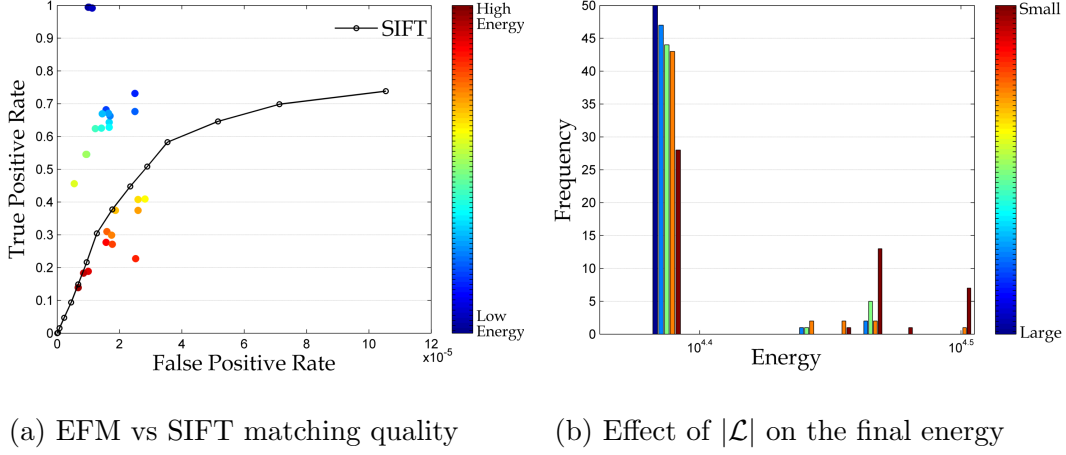 1
0.9
0.8
0.7
0.6
0.5
0.4
0.3
0.2
0.1
0
True Positive Rate
0 2 4 6 8 10 12
x10^-5
False Positive Rate
SIFT
High
Energy
Low
Energy
50
45
40
35
30
25
20
15
10
5
0
Frequency
10^4.4 10^4.5
Energy
Small
Large
(a) EFM vs SIFT matching quality
(b) Effect of |ℒ| on the final energy